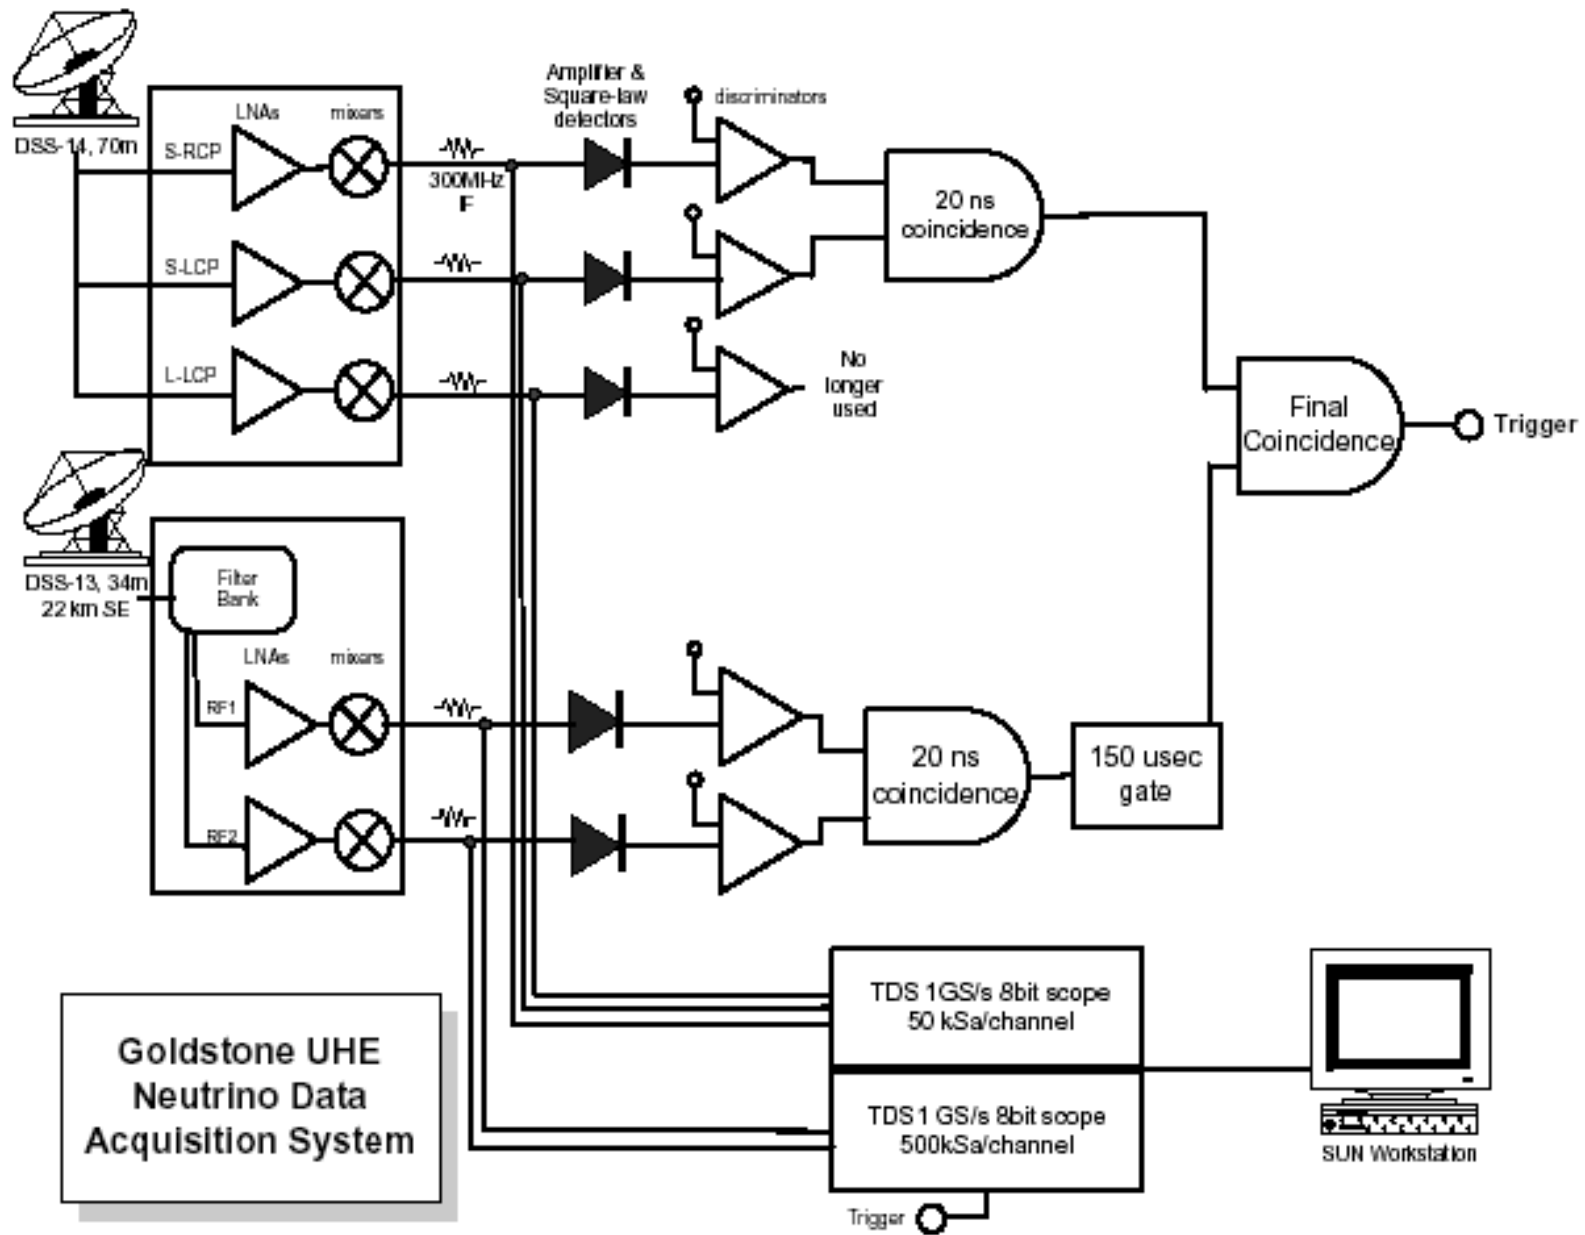 Amplifier &
Square-law
detectors
discriminators
LNAs
mixers
DSS-14, 70m
S-RCP
300MHz
IF
20 ns
coincidence
S-LCP
L-LCP
No
longer
used
Final
Coincidence
Trigger
DSS-13, 34m
22 km SE
Filter
Bank
LNAs
mixers
RF1
RF2
20 ns
coincidence
150 usec
gate
TDS 1GS/s 8bit scope
50 kSa/channel
TDS 1 GS/s 8bit scope
500kSa/channel
Trigger
SUN Workstation
Goldstone UHE
Neutrino Data
Acquisition System